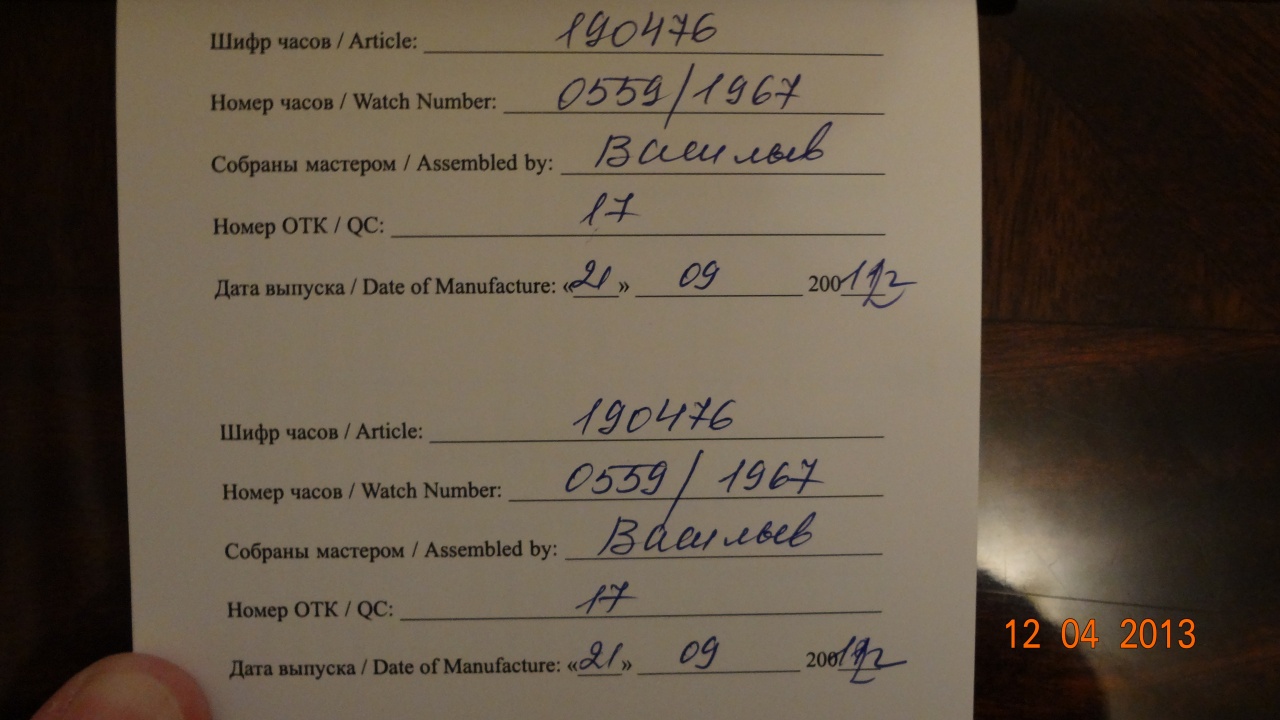 Шифр часов / Article: 190476
Номер часов / Watch Number: 0559/1967
Собраны мастером / Assembled by: Васильев
Номер ОТК / QC: 17
Дата выпуска / Date of Manufacture: «21» 09 200
Шифр часов / Article: 190476
Номер часов / Watch Number: 0559/1967
Собраны мастером / Assembled by: Васильев
Номер ОТК / QC: 17
Дата выпуска / Date of Manufacture: «21» 09 200
12 04 2013